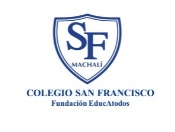 SF
MACHALÍ
COLEGIO SAN FRANCISCO
Fundación EducAtodos